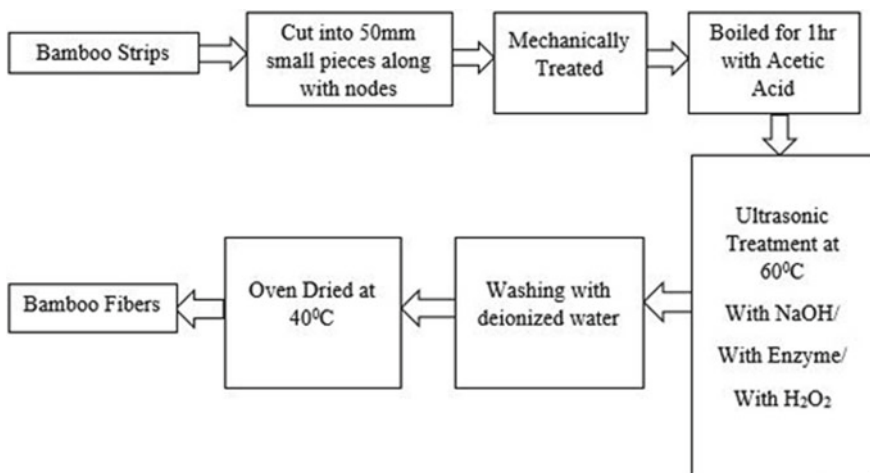 Bamboo Strips
Cut into 50mm
small pieces along
with nodes
Mechanically
Treated
Boiled for 1hr
with Acetic
Acid
Ultrasonic
Treatment at
60⁰C
With NaOH/
With Enzyme/
With H₂O₂
Washing with
deionized water
Oven Dried at
40⁰C
Bamboo Fibers